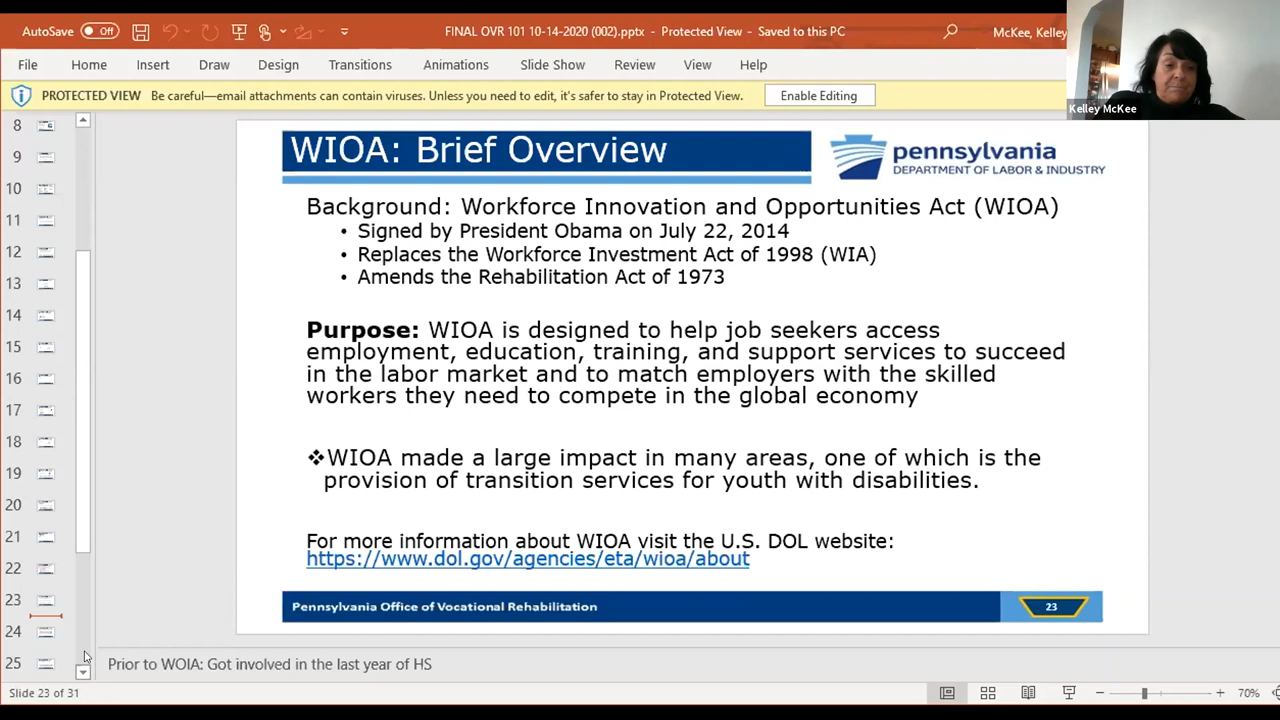 AutoSave Off
FINAL OVR 101 10-14-2020 (002).pptx - Protected View - Saved to this PC
McKee, Kelley
File Home Insert Draw Design Transitions Animations Slide Show Review View Help
PROTECTED VIEW Be careful—email attachments can contain viruses. Unless you need to edit, it's safer to stay in Protected View. Enable Editing
Kelley McKee
8
9
10
11
12
13
14
15
16
17
18
19
20
21
22
23
24
25
WIOA: Brief Overview
pennsylvania
DEPARTMENT OF LABOR & INDUSTRY
Background: Workforce Innovation and Opportunities Act (WIOA)
• Signed by President Obama on July 22, 2014
• Replaces the Workforce Investment Act of 1998 (WIA)
• Amends the Rehabilitation Act of 1973
Purpose: WIOA is designed to help job seekers access
employment, education, training, and support services to succeed
in the labor market and to match employers with the skilled
workers they need to compete in the global economy
❖WIOA made a large impact in many areas, one of which is the
provision of transition services for youth with disabilities.
For more information about WIOA visit the U.S. DOL website:
https://www.dol.gov/agencies/eta/wioa/about
Pennsylvania Office of Vocational Rehabilitation
23
Prior to WOIA: Got involved in the last year of HS
Slide 23 of 31
70%